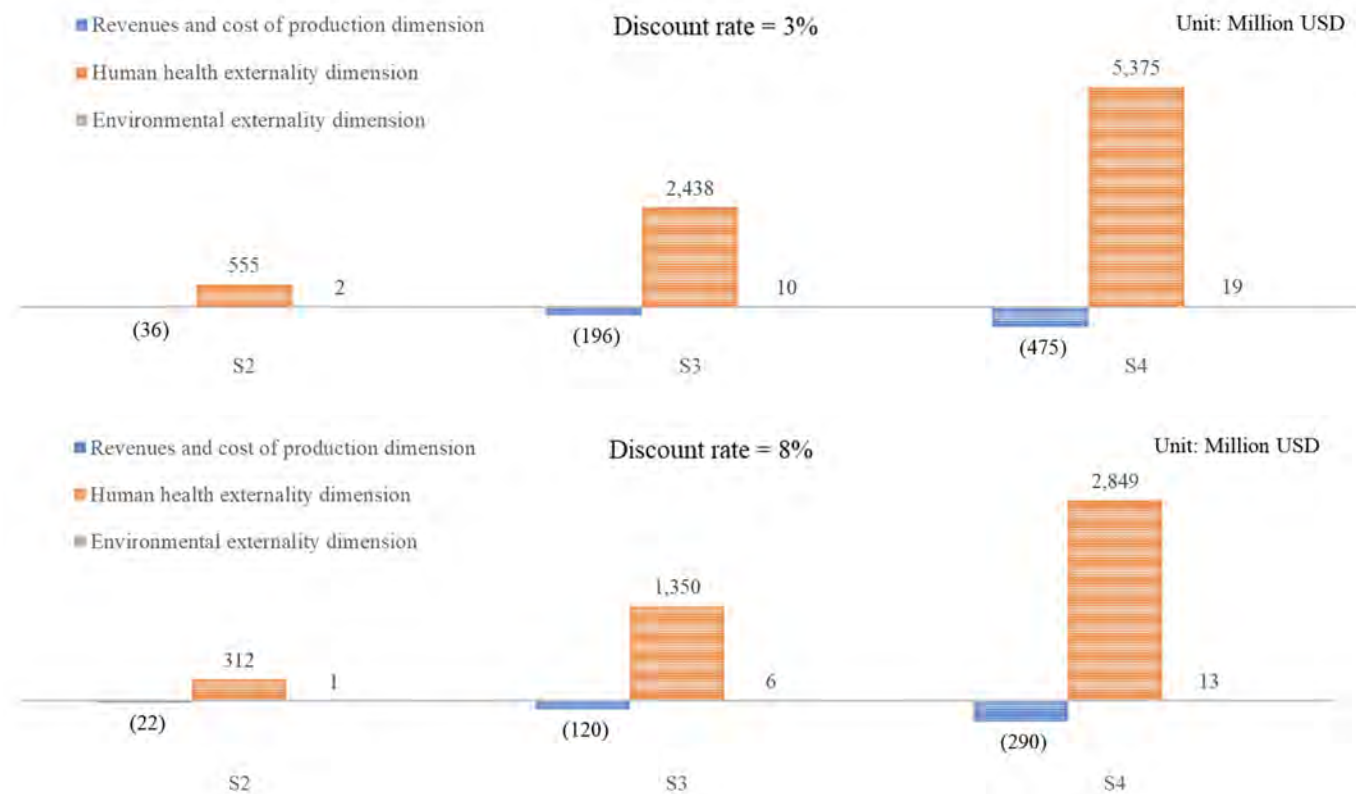 Revenues and cost of production dimension
Discount rate = 3%
Unit: Million USD
Human health externality dimension
Environmental externality dimension
5,375
2,438
555
2
10
19
(36)
(196)
(475)
S2
S3
S4
Revenues and cost of production dimension
Discount rate = 8%
Unit: Million USD
Human health externality dimension
Environmental externality dimension
2,849
1,350
312
1
6
13
(22)
(120)
(290)
S2
S3
S4